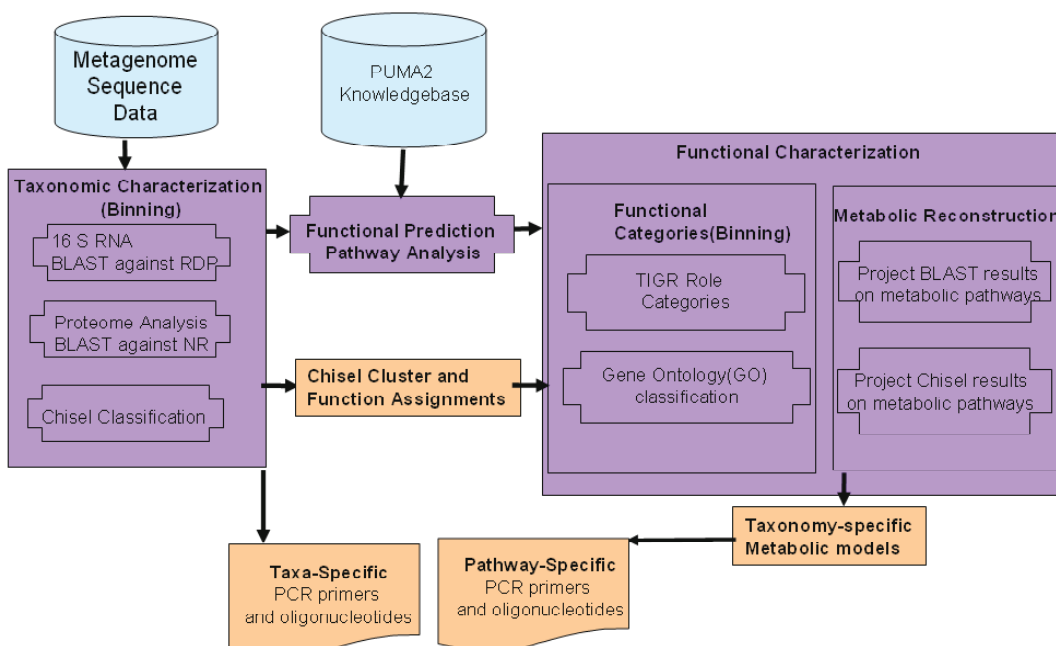 Metagenome
Sequence
Data
PUMA2
Knowledgebase
Taxonomic Characterization
(Binning)
16 S RNA
BLAST against RDP
Proteome Analysis
BLAST against NR
Chisel Classification
Functional Prediction
Pathway Analysis
Chisel Cluster and
Function Assignments
Functional Characterization
Functional
Categories(Binning)
TIGR Role
Categories
Gene Ontology(GO)
classification
Metabolic Reconstruction
Project BLAST results
on metabolic pathways
Project Chisel results
on metabolic pathways
Taxonomy-specific
Metabolic models
Taxa-Specific
PCR primers
and oligonucleotides
Pathway-Specific
PCR primers
and oligonucleotides